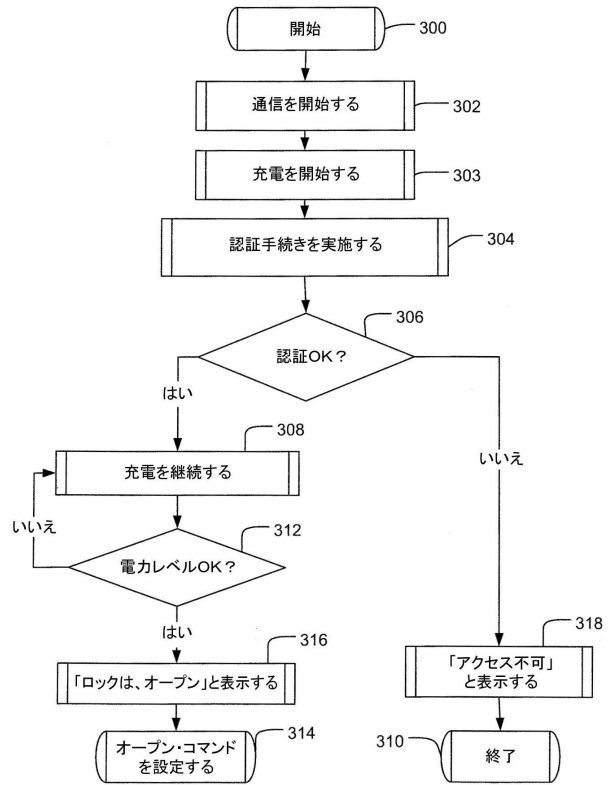 開始
300
通信を開始する
302
充電を開始する
303
認証手続きを実施する
304
認証OK?
306
はい
いいえ
充電を継続する
308
いいえ
電力レベルOK?
312
はい
「ロックは、オープン」と表示する
316
「アクセス不可」
と表示する
318
オープン・コマンド
を設定する
314
終了
310